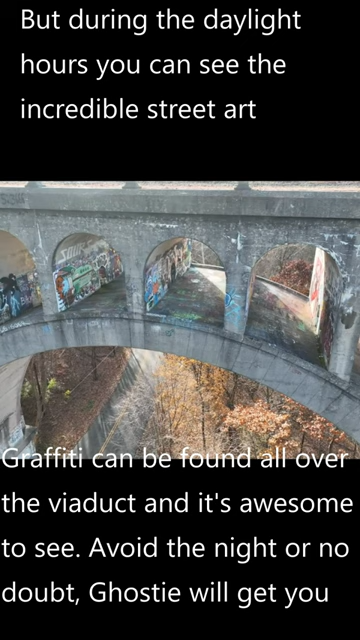 But during the daylight
hours you can see the
incredible street art
Graffiti can be found all over
the viaduct and it's awesome
to see. Avoid the night or no
doubt, Ghostie will get you